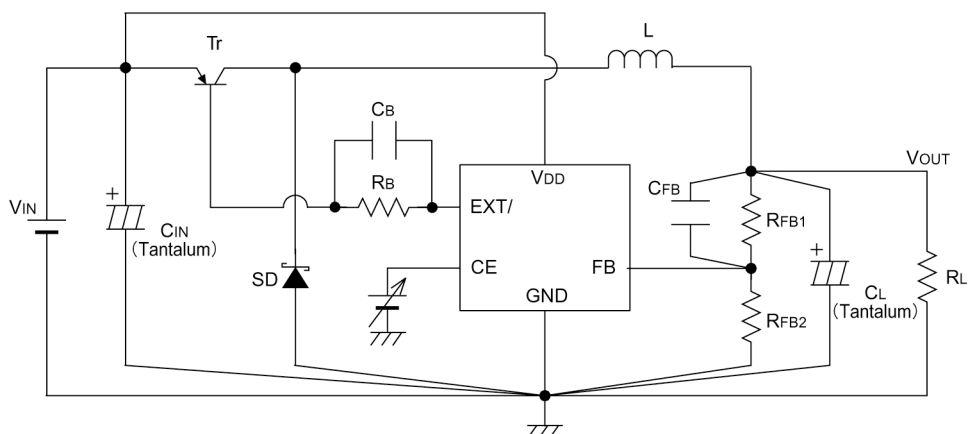 L
Tr
CB
VDD
VOUT
CFB
RB
+
EXT/
VIN
CIN
(Tantalum)
RFB1
+
CE
FB
SD
CL
(Tantalum)
RL
GND
RFB2